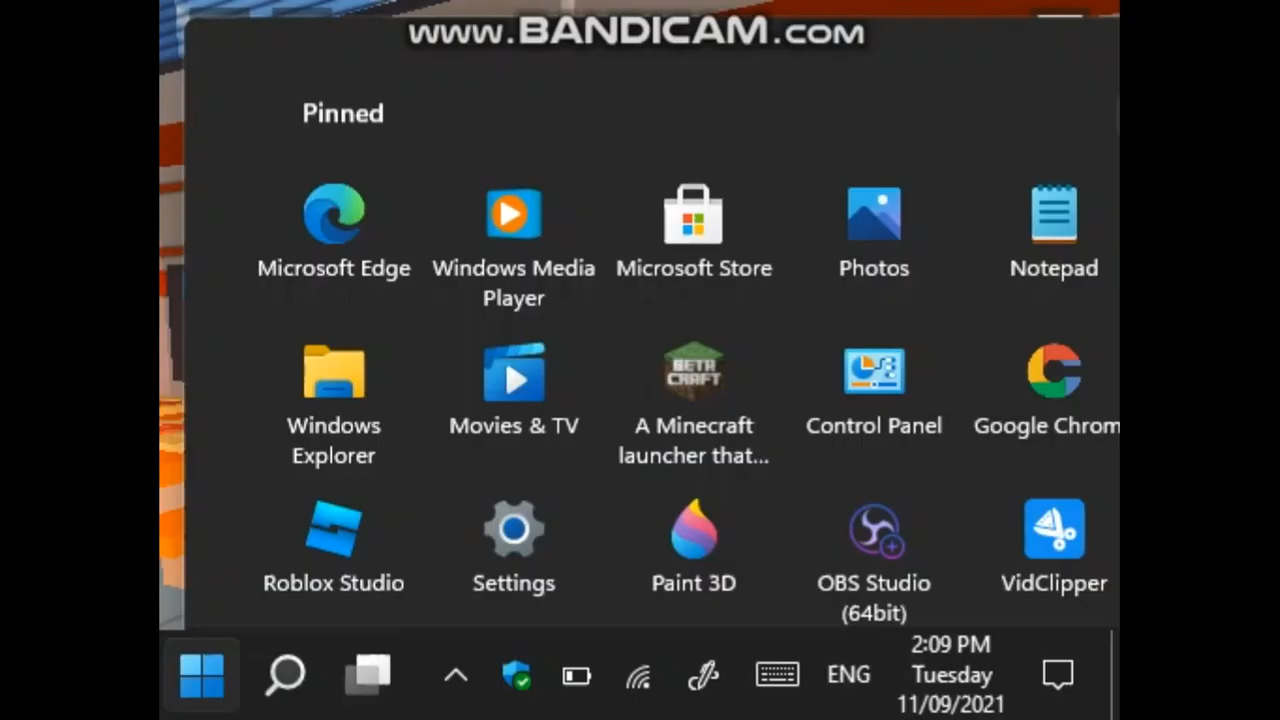 www.BANDICAM.com
Pinned
Microsoft Edge
Windows Media
Player
Microsoft Store
Photos
Notepad
Windows
Explorer
Movies & TV
BETA
CRAFT
A Minecraft
launcher that...
Control Panel
Google Chrom
Roblox Studio
Settings
Paint 3D
OBS Studio
(64bit)
VidClipper
ENG
2:09 PM
Tuesday
11/09/2021